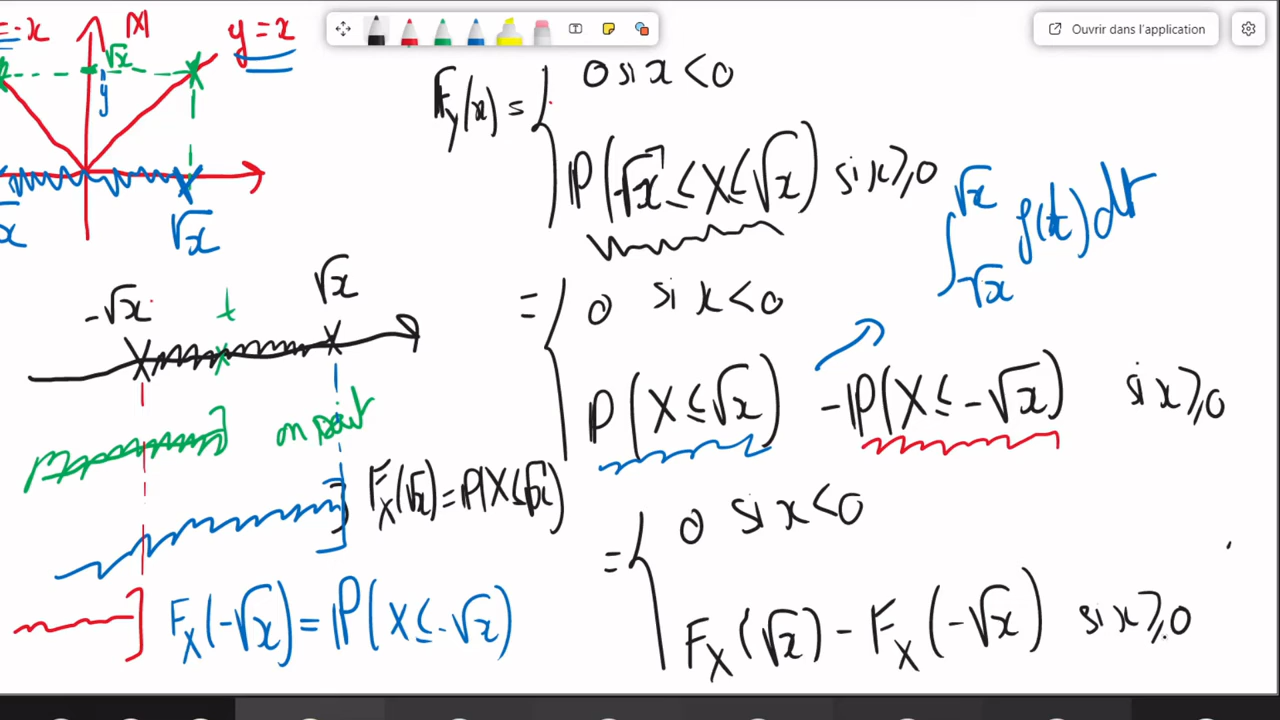 Ouvrir dans l'application
= -x
|x|
y = x
√x
y
x
√x
F_Y(x) = { 0 si x < 0
P(-√x ≤ X ≤ √x) si x ≥ 0
∫_{-√x}^{√x} f(t) dt
-√x
t
√x
= { 0 si x < 0
P(X ≤ √x) - P(X ≤ -√x) si x ≥ 0
on sait
F_X(√x) = P(X ≤ √x)
F_X(-√x) = P(X ≤ -√x)
= { 0 si x < 0
F_X(√x) - F_X(-√x) si x ≥ 0